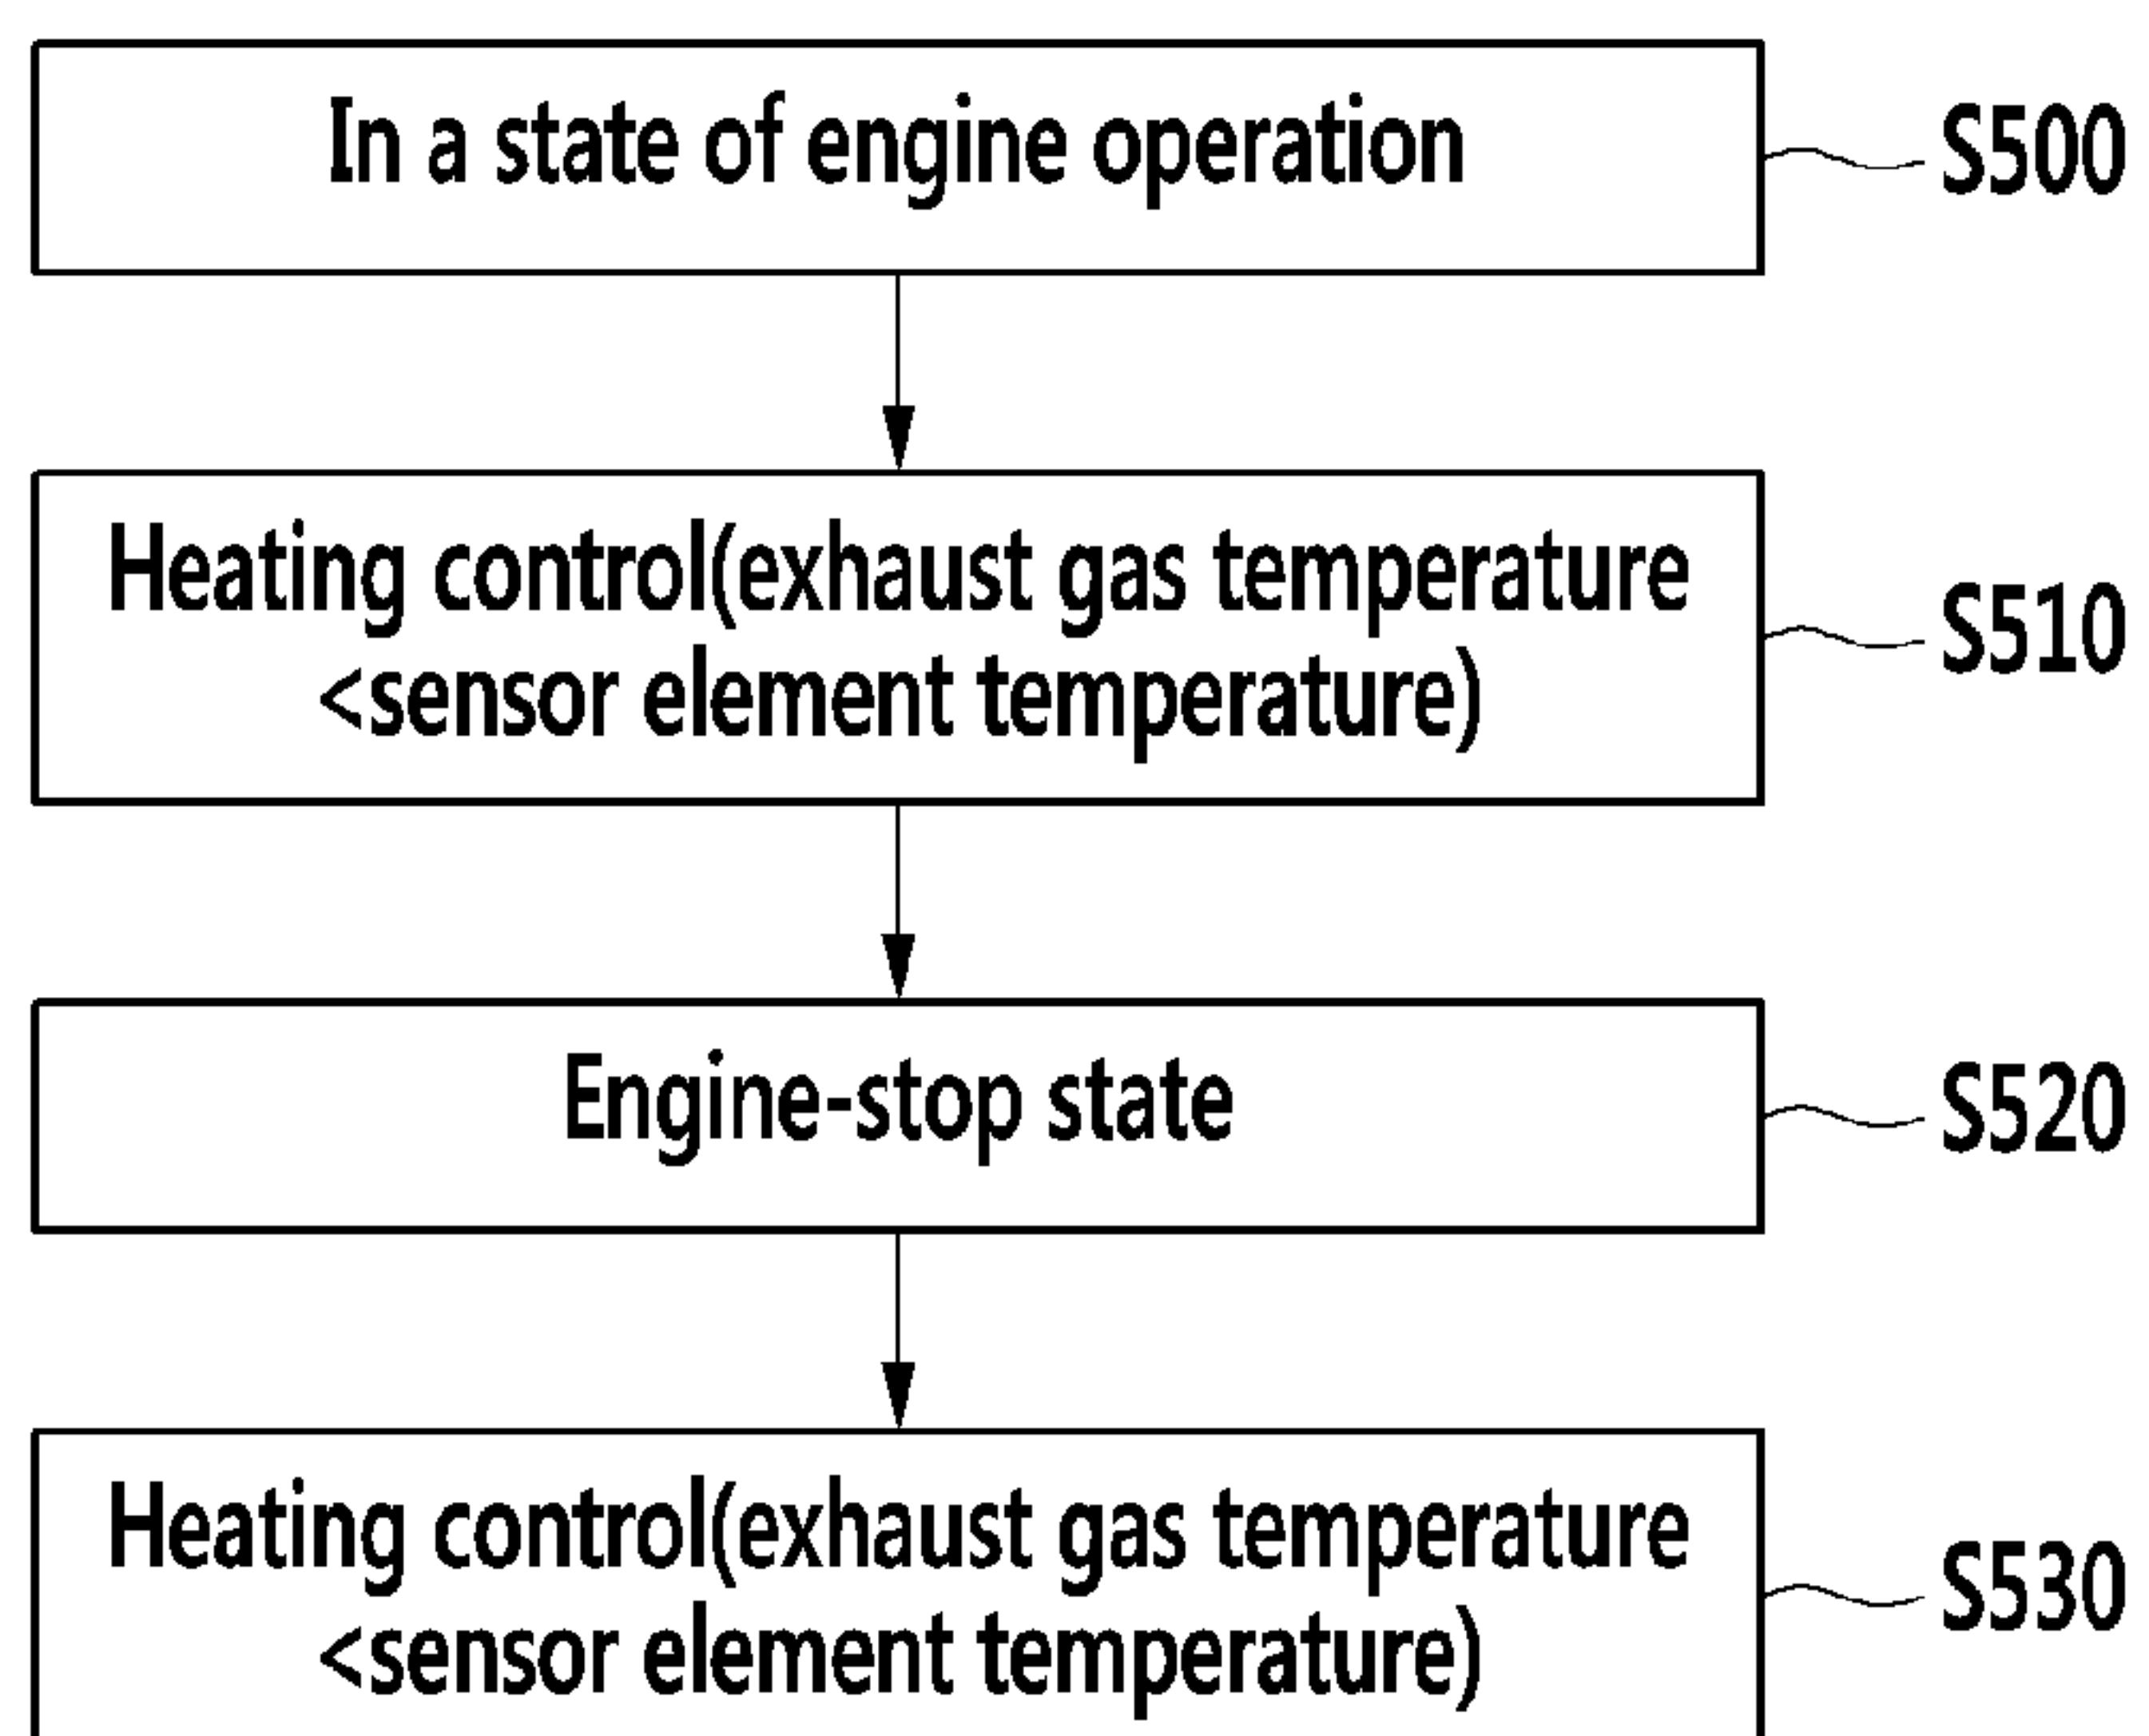 In a state of engine operation
S500
Heating control(exhaust gas temperature
<sensor element temperature)
S510
Engine-stop state
S520
Heating control(exhaust gas temperature
<sensor element temperature)
S530